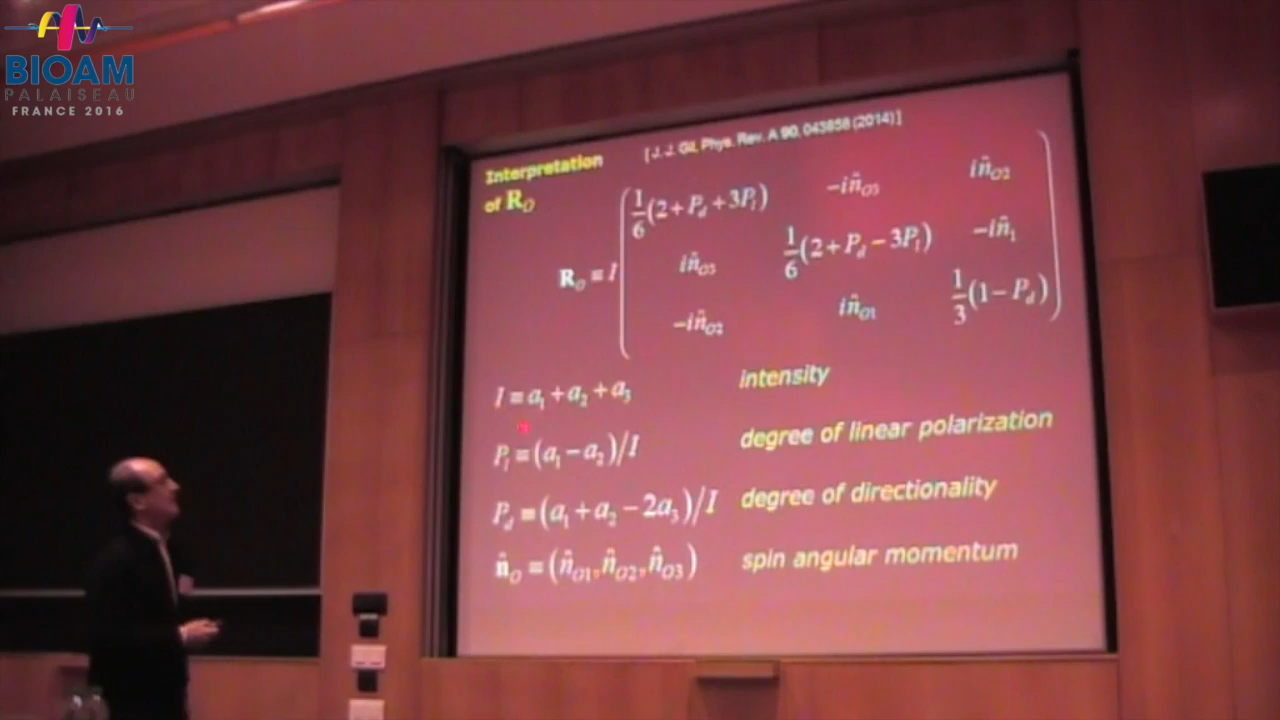 BIOAM
PALAISEAU
FRANCE 2016
Interpretation [J. J. Gil, Phys. Rev. A 90, 043858 (2014)]
of R_O
R_O ≡ I ( 1/6(2+P_d+3P_l) −in̂_O3 in̂_O2
in̂_O3 1/6(2+P_d−3P_l) −in̂_1
−in̂_O2 in̂_O1 1/3(1−P_d) )
I ≡ a_1 + a_2 + a_3 intensity
P_l ≡ (a_1 − a_2)/I degree of linear polarization
P_d ≡ (a_1 + a_2 − 2a_3)/I degree of directionality
n̂_O ≡ (n̂_O1, n̂_O2, n̂_O3) spin angular momentum